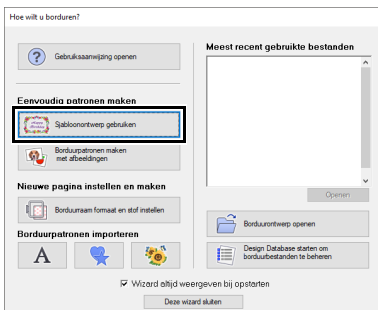 Hoe wilt u borduren?
Gebruiksaanwijzing openen
Eenvoudig patronen maken
Sjabloonontwerp gebruiken
Borduurpatronen maken
met afbeeldingen
Nieuwe pagina instellen en maken
Borduurraam formaat en stof instellen
Borduurpatronen importeren
A
Meest recent gebruikte bestanden
Openen
Borduurontwerp openen
Design Database starten om
borduurbestanden te beheren
Wizard altijd weergeven bij opstarten
Deze wizard sluiten